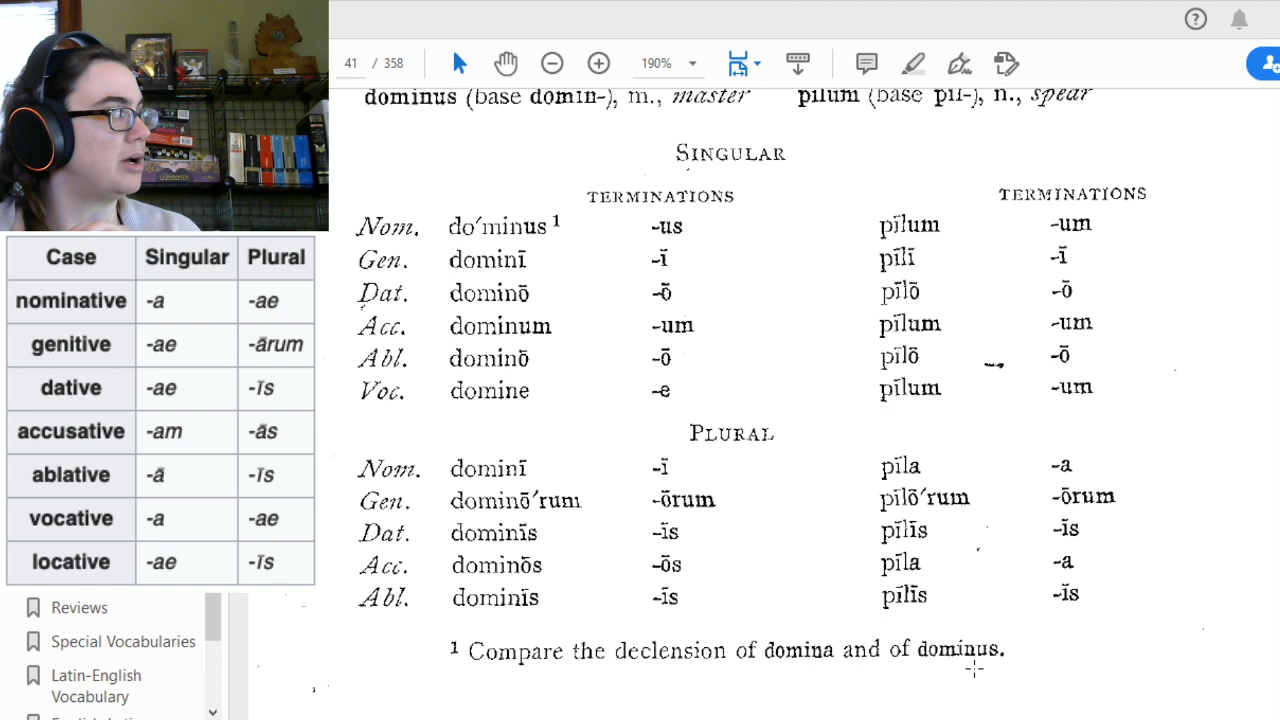 41 / 358
190%
dominus (base domin-), m., master pīlum (base pīl-), n., spear
SINGULAR
TERMINATIONS TERMINATIONS
Nom. do′minus 1 -us pīlum -um
Gen. dominī -ī pīlī -ī
Dat. dominō -ō pīlō -ō
Acc. dominum -um pīlum -um
Abl. dominō -ō pīlō -ō
Voc. domine -e pīlum -um
PLURAL
Nom. dominī -ī pīla -a
Gen. dominō′rum -ōrum pīlō′rum -ōrum
Dat. dominīs -īs pīlīs -īs
Acc. dominōs -ōs pīla -a
Abl. dominīs -īs pīlīs -īs
1 Compare the declension of domina and of dominus.
Case Singular Plural
nominative -a -ae
genitive -ae -ārum
dative -ae -īs
accusative -am -ās
ablative -ā -īs
vocative -a -ae
locative -ae -īs
Reviews
Special Vocabularies
Latin-English
Vocabulary